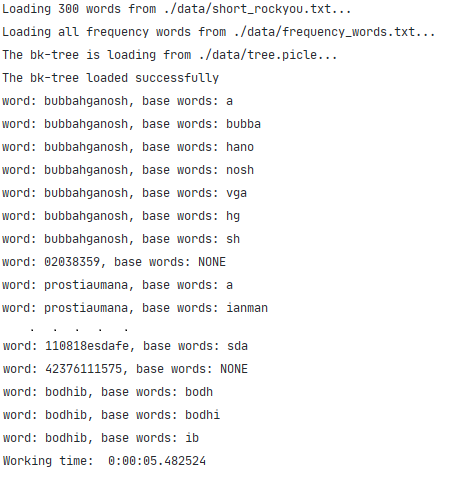 Loading 300 words from ./data/short_rockyou.txt...
Loading all frequency words from ./data/frequency_words.txt...
The bk-tree is loading from ./data/tree.picle...
The bk-tree loaded successfully
word: bubbahganosh, base words: a
word: bubbahganosh, base words: bubba
word: bubbahganosh, base words: hano
word: bubbahganosh, base words: nosh
word: bubbahganosh, base words: vga
word: bubbahganosh, base words: hg
word: bubbahganosh, base words: sh
word: 02038359, base words: NONE
word: prostiaumana, base words: a
word: prostiaumana, base words: ianman
. . . . .
word: 110818esdafe, base words: sda
word: 42376111575, base words: NONE
word: bodhib, base words: bodh
word: bodhib, base words: bodhi
word: bodhib, base words: ib
Working time:  0:00:05.482524